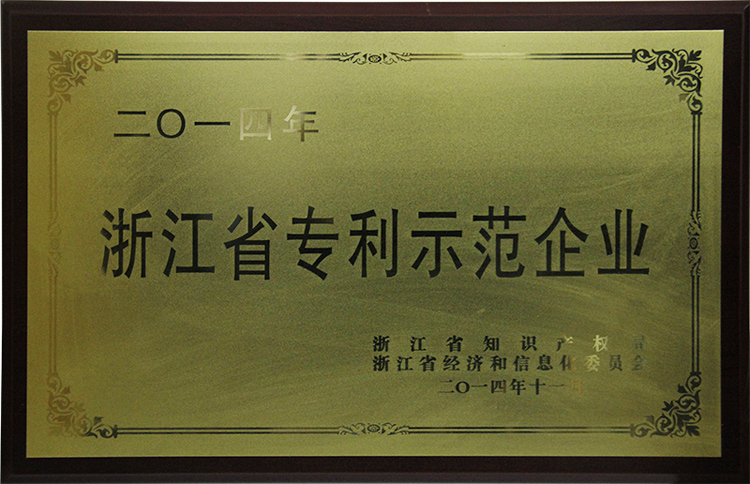 二〇一四年
浙江省专利示范企业
浙江省知识产权局
浙江省经济和信息化委员会
二〇一四年十一月